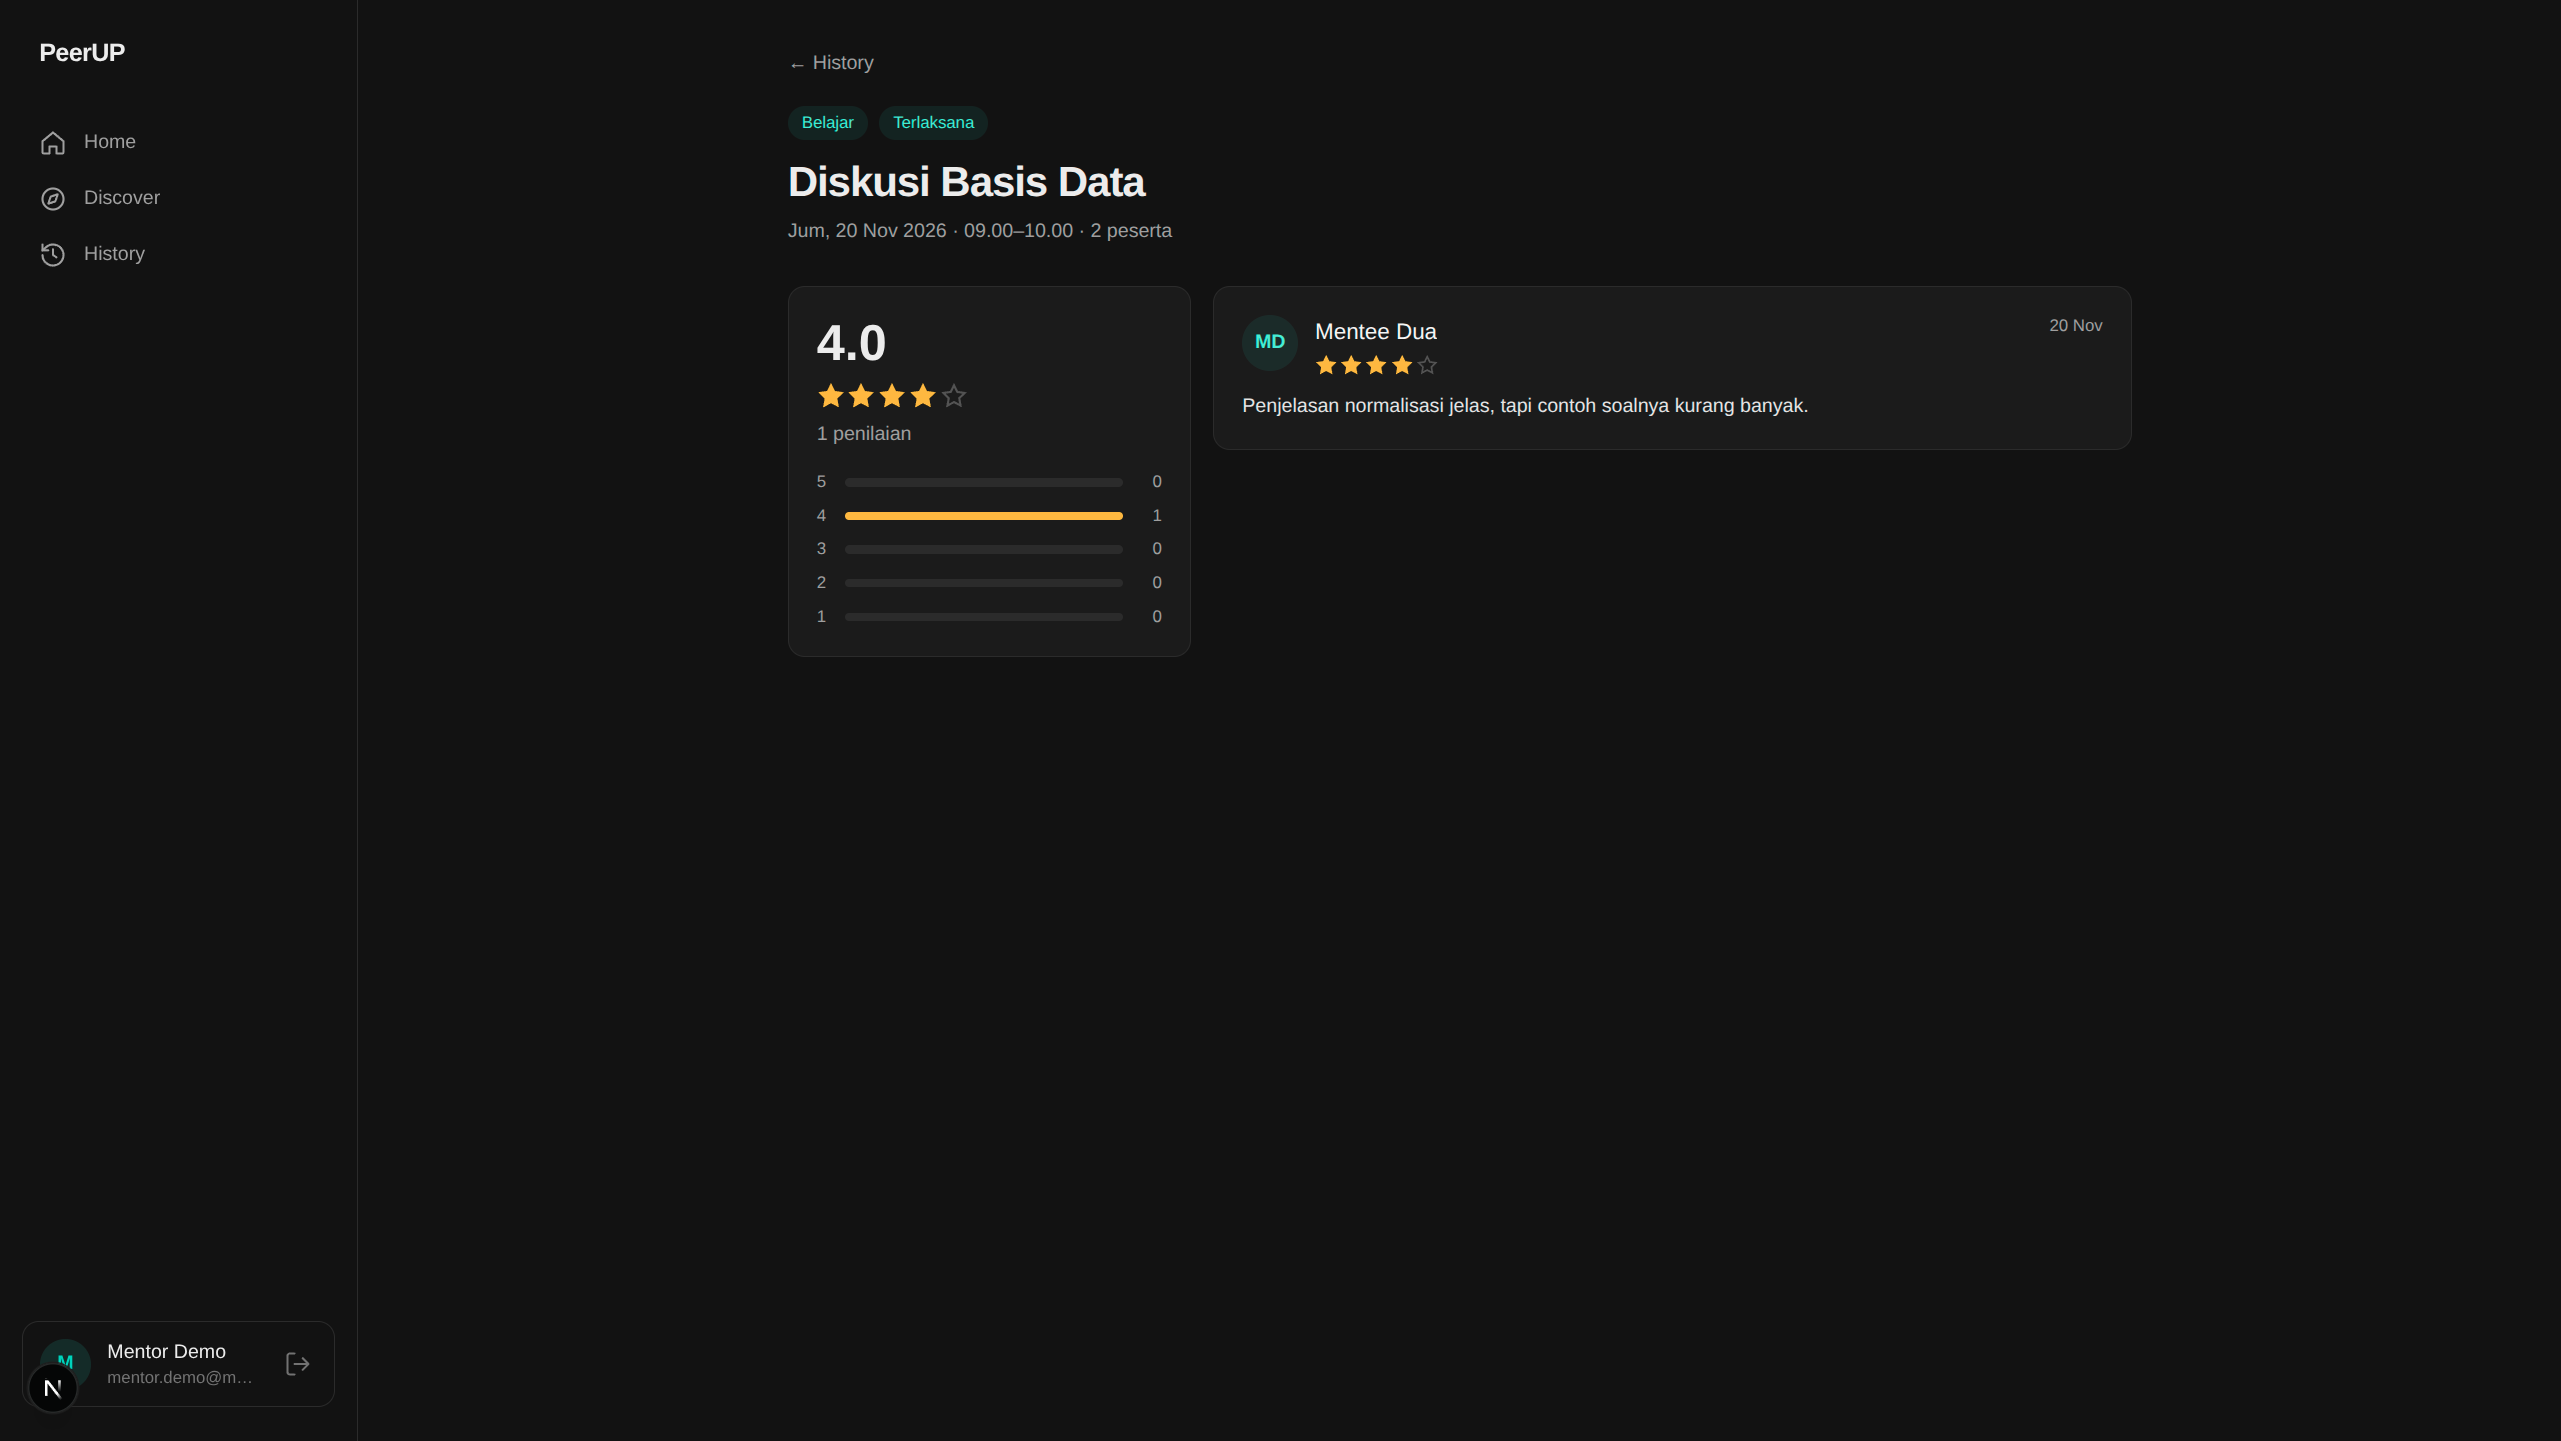 PeerUP
Home
Discover
History
← History
Belajar Terlaksana
Diskusi Basis Data
Jum, 20 Nov 2026 · 09.00–10.00 · 2 peserta
4.0
1 penilaian
5 0
4 1
3 0
2 0
1 0
MD Mentee Dua 20 Nov
Penjelasan normalisasi jelas, tapi contoh soalnya kurang banyak.
M Mentor Demo
mentor.demo@m…
N